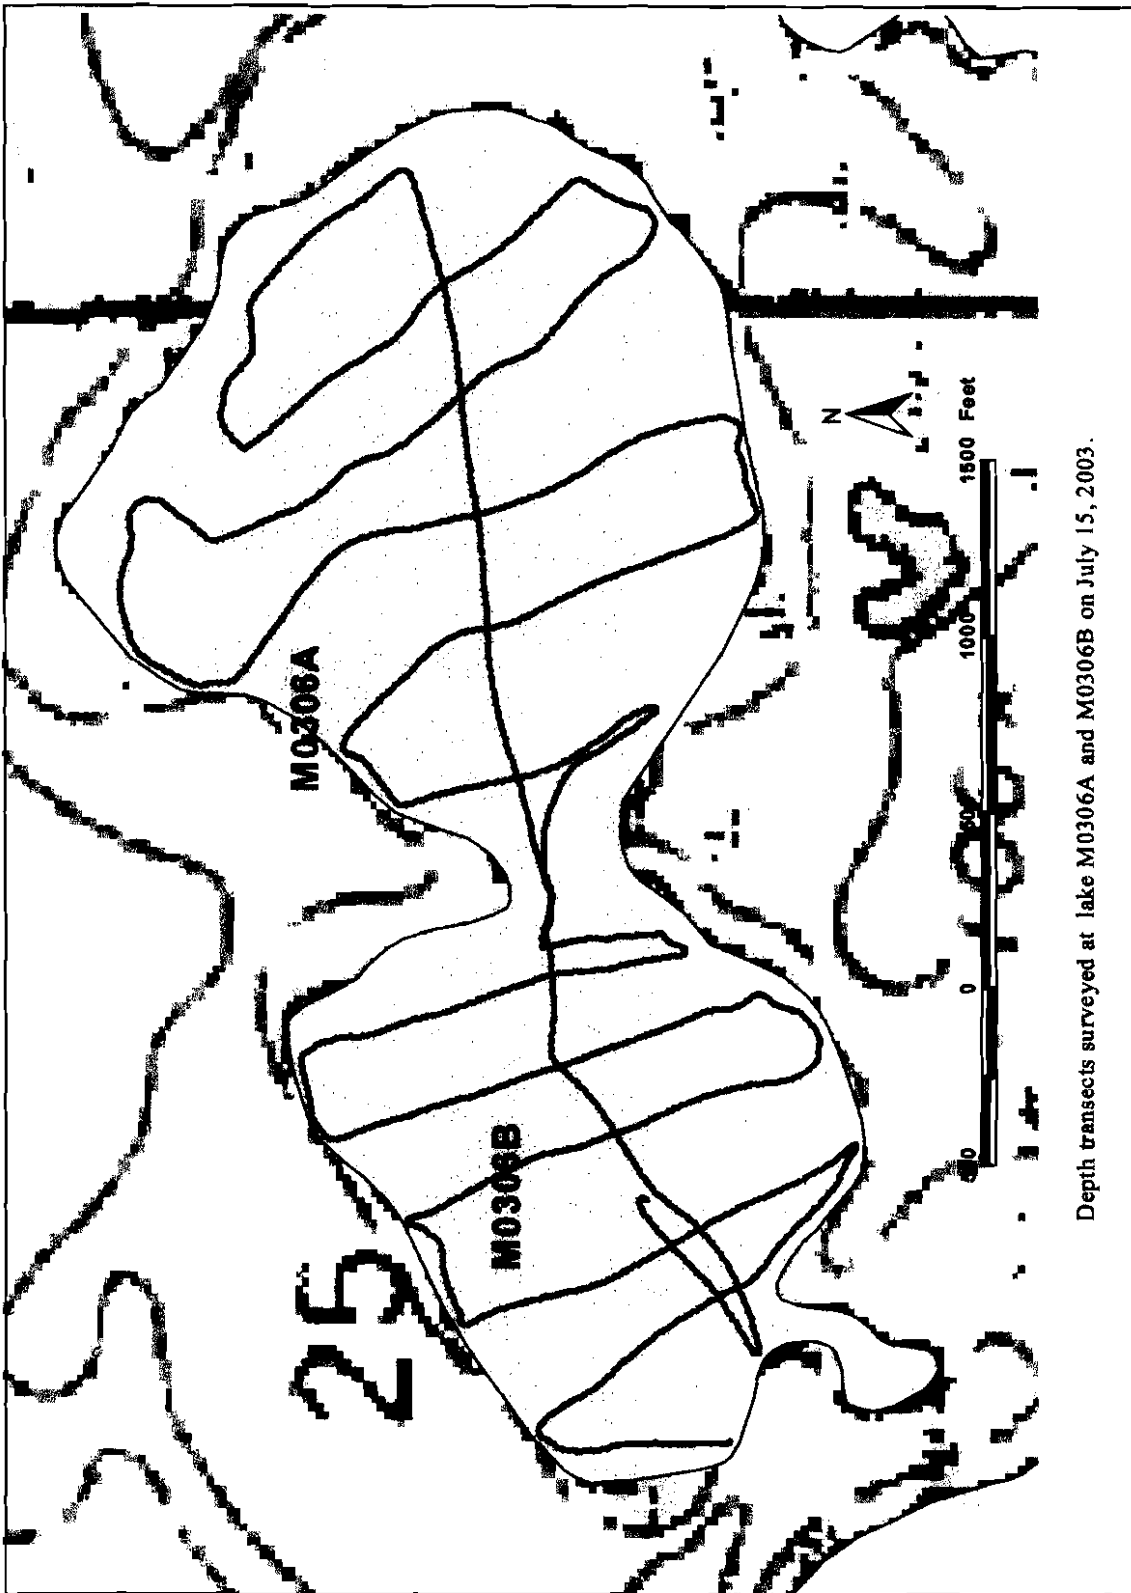 M0306A
M0306B
25
N
500 0 500 1000 1500 Feet
Depth transects surveyed at lake M0306A and M0306B on July 15, 2003.